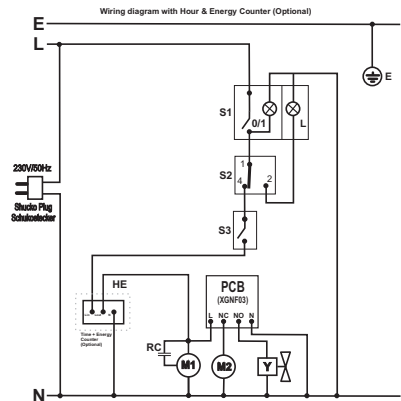 Wiring diagram with Hour & Energy Counter (Optional)
E
L
E
S1
0/1
L
230V/50Hz
Shucko Plug
Schukostecker
S2
1
4
2
S3
HE
PCB
(XGNF03)
L NC NO N
Time + Energy
Counter
(Optional)
RC
M1
M2
Y
N